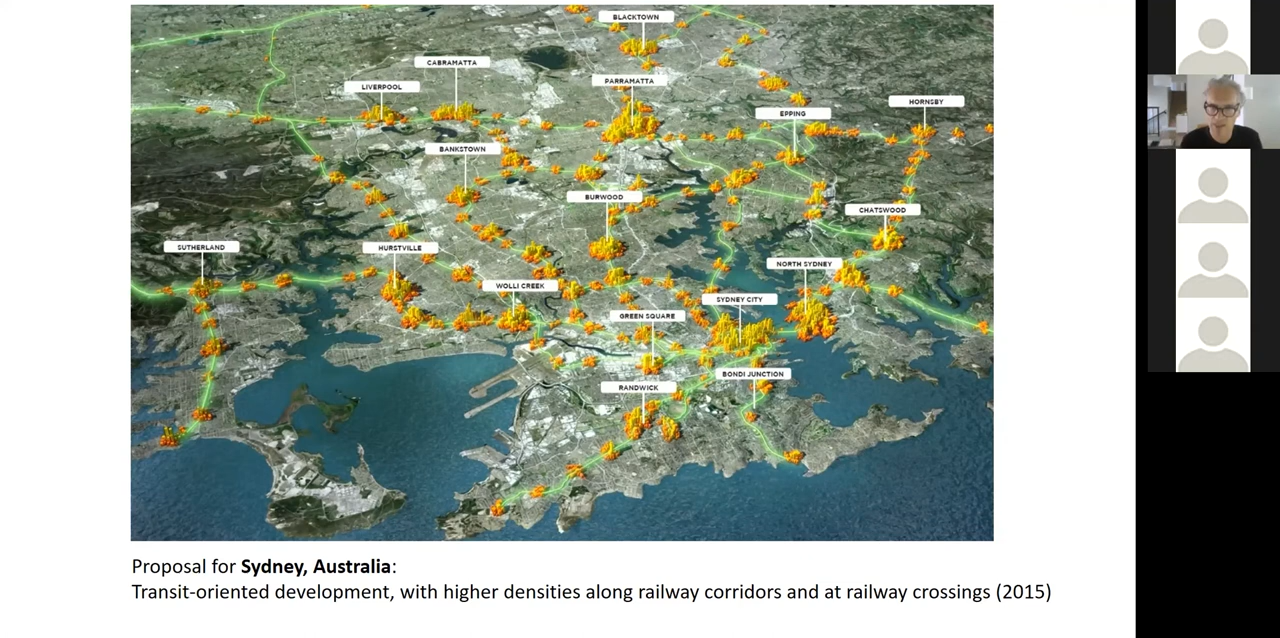 BLACKTOWN
CABRAMATTA
PARRAMATTA
LIVERPOOL
HORNSBY
EPPING
BANKSTOWN
BURWOOD
CHATSWOOD
SUTHERLAND
HURSTVILLE
NORTH SYDNEY
WOLLI CREEK
SYDNEY CITY
GREEN SQUARE
BONDI JUNCTION
RANDWICK
Proposal for Sydney, Australia:
Transit-oriented development, with higher densities along railway corridors and at railway crossings (2015)